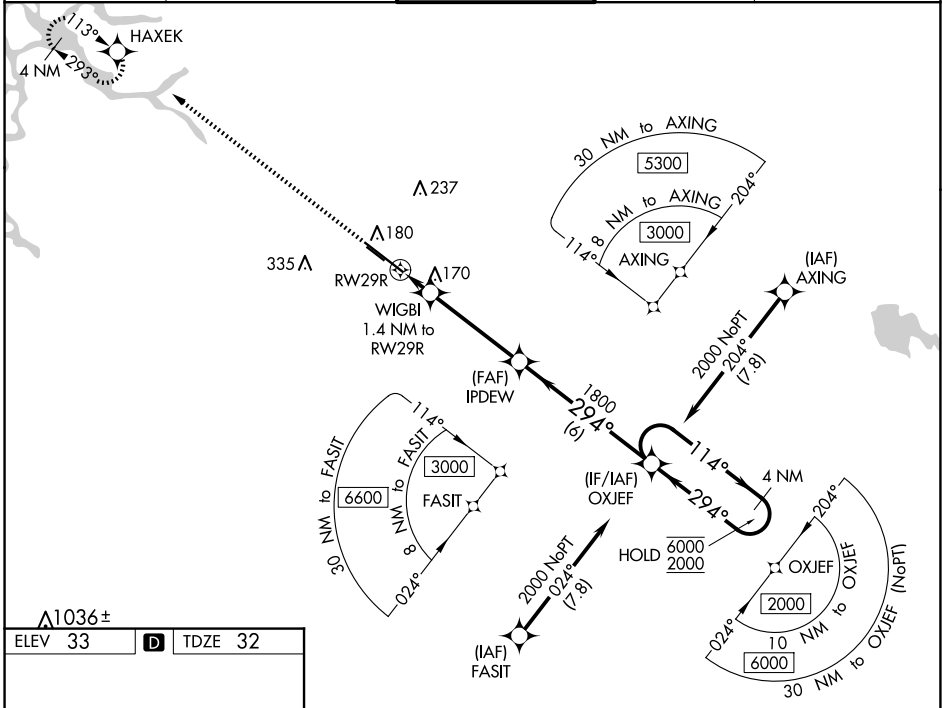 113°
HAXEK
4 NM
293°
30 NM to AXING
5300
204°
8 NM to AXING
3000
114°
AXING
237
180
335
RW29R
170
WIGBI
1.4 NM to
RW29R
(IAF)
AXING
2000 NoPT
204°
(7.8)
(FAF)
IPDEW
1800
294°
(6)
114°
30 NM to FASIT
6600
8 NM to FASIT
3000
FASIT
024°
(IF/IAF)
OXJEF
114°
4 NM
294°
HOLD 6000
2000
2000 NoPT
024°
(7.8)
(IAF)
FASIT
204°
OXJEF
2000
10 NM to OXJEF
024°
6000
30 NM to OXJEF (NoPT)
1036±
ELEV 33 D TDZE 32